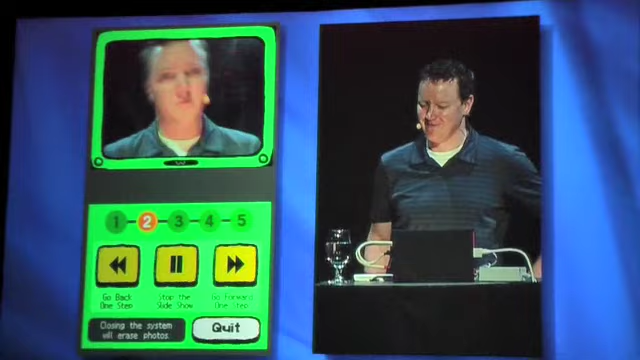 1 2 3 4 5
Go Back
One Step
Stop the
Slide Show
Go Forward
One Step
Closing the system
will erase photos.
Quit